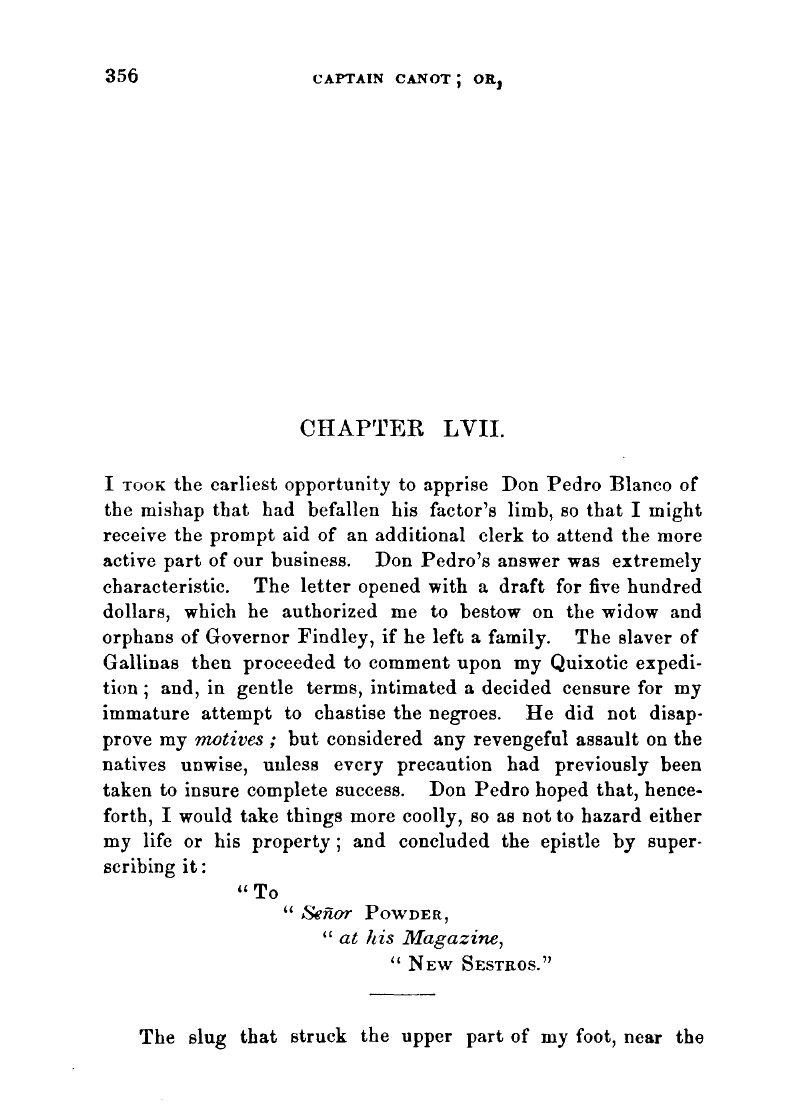 356 CAPTAIN CANOT; OR,
CHAPTER LVII.
I TOOK the earliest opportunity to apprise Don Pedro Blanco of
the mishap that had befallen his factor's limb, so that I might
receive the prompt aid of an additional clerk to attend the more
active part of our business. Don Pedro's answer was extremely
characteristic. The letter opened with a draft for five hundred
dollars, which he authorized me to bestow on the widow and
orphans of Governor Findley, if he left a family. The slaver of
Gallinas then proceeded to comment upon my Quixotic expedi-
tion; and, in gentle terms, intimated a decided censure for my
immature attempt to chastise the negroes. He did not disap-
prove my motives; but considered any revengeful assault on the
natives unwise, unless every precaution had previously been
taken to insure complete success. Don Pedro hoped that, hence-
forth, I would take things more coolly, so as not to hazard either
my life or his property; and concluded the epistle by super-
scribing it:
"To
"Señor POWDER,
"at his Magazine,
"NEW SESTROS."
The slug that struck the upper part of my foot, near the